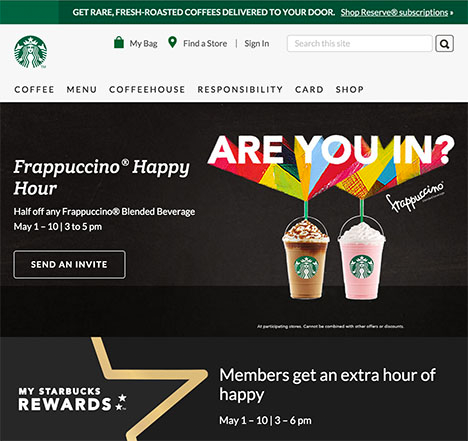 GET RARE, FRESH-ROASTED COFFEES DELIVERED TO YOUR DOOR. Shop Reserve® subscriptions »
My Bag Find a Store | Sign In Search this site
COFFEE MENU COFFEEHOUSE RESPONSIBILITY CARD SHOP
ARE YOU IN?
Frappuccino® Happy
Hour
Half off any Frappuccino® Blended Beverage
May 1 – 10 | 3 to 5 pm
SEND AN INVITE
frappuccino
At participating stores. Cannot be combined with other offers or discounts.
MY STARBUCKS
REWARDS
Members get an extra hour of
happy
May 1 – 10 | 3 – 6 pm